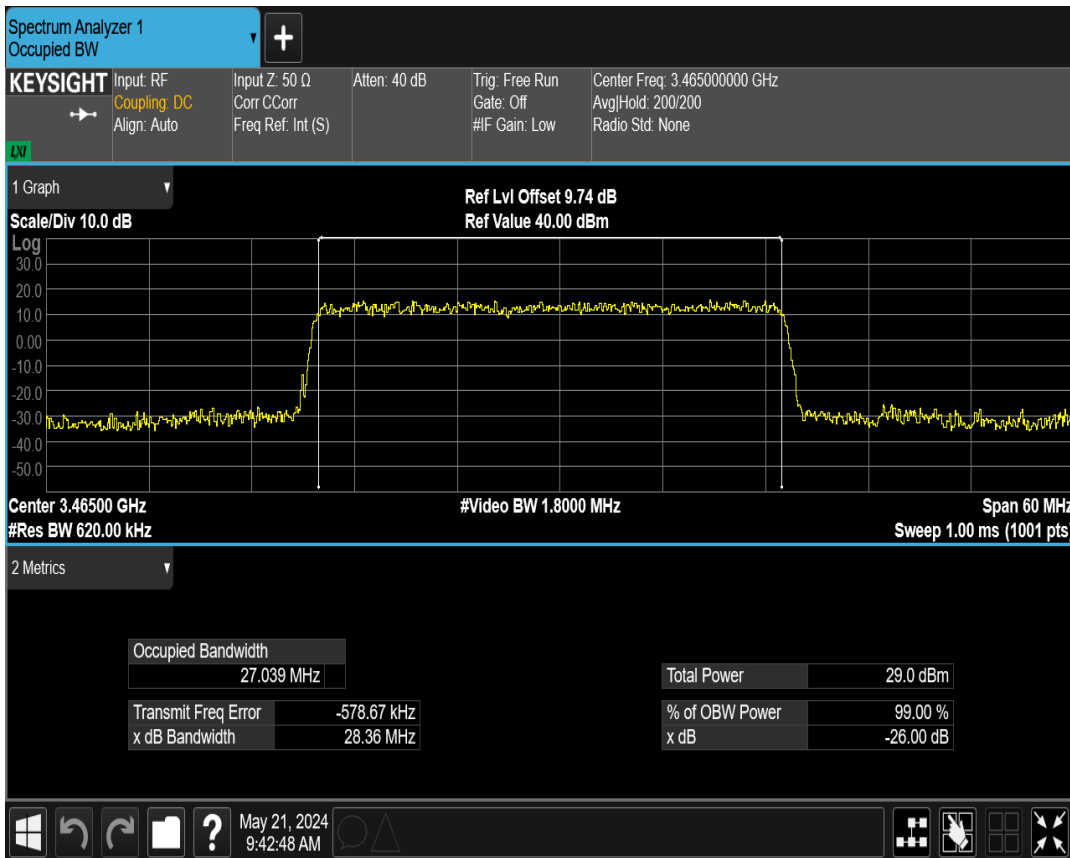 Spectrum Analyzer 1
Occupied BW
KEYSIGHT
LXI
Input: RF
Coupling: DC
Align: Auto
Input Z: 50 Ω
Corr CCorr
Freq Ref: Int (S)
Atten: 40 dB
Trig: Free Run
Gate: Off
#IF Gain: Low
Center Freq: 3.465000000 GHz
Avg|Hold: 200/200
Radio Std: None
1 Graph
Scale/Div 10.0 dB
Ref Lvl Offset 9.74 dB
Ref Value 40.00 dBm
Log
30.0
20.0
10.0
0.00
-10.0
-20.0
-30.0
-40.0
-50.0
Center 3.46500 GHz
#Video BW 1.8000 MHz
Span 60 MHz
#Res BW 620.00 kHz
Sweep 1.00 ms (1001 pts)
2 Metrics
Occupied Bandwidth
27.039 MHz
Total Power 29.0 dBm
Transmit Freq Error -578.67 kHz
% of OBW Power 99.00 %
x dB Bandwidth 28.36 MHz
x dB -26.00 dB
?
May 21, 2024
9:42:48 AM